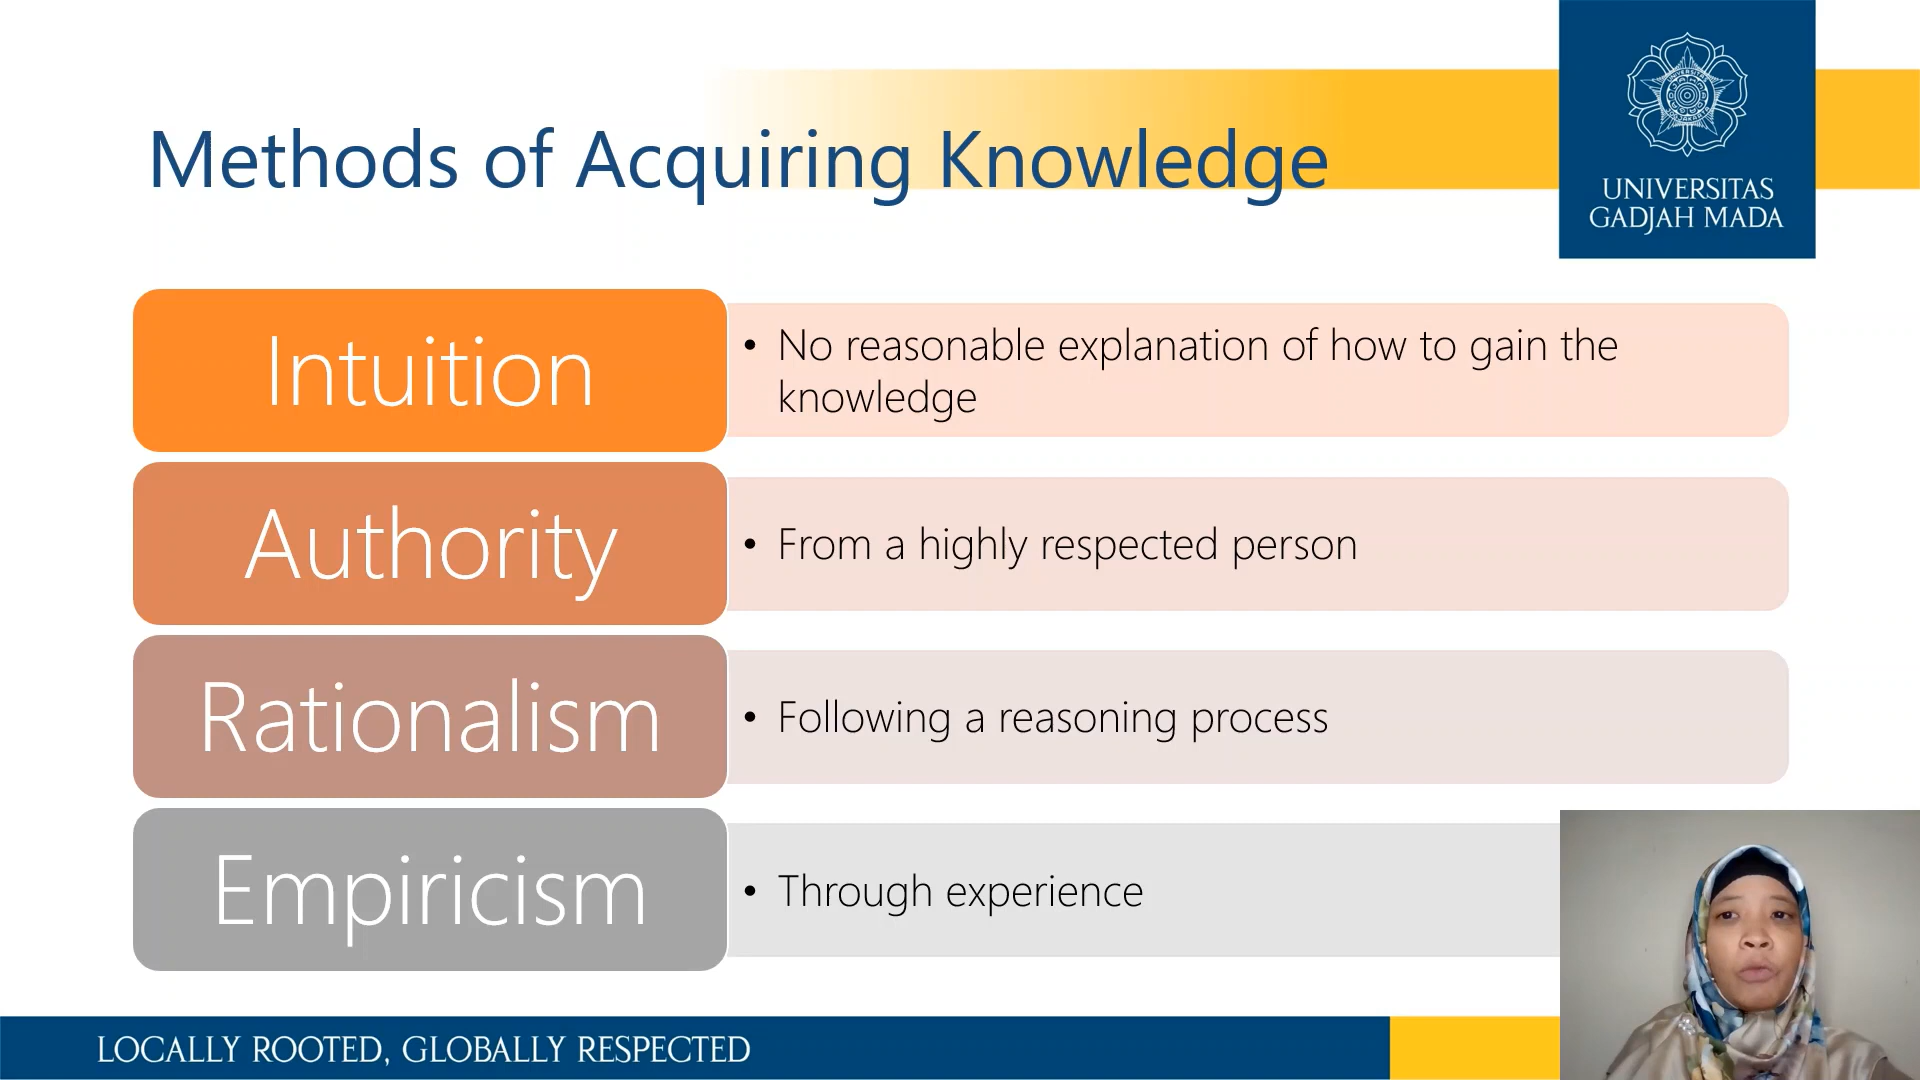 Methods of Acquiring Knowledge
UNIVERSITAS
GADJAH MADA
Intuition
• No reasonable explanation of how to gain the
knowledge
Authority
• From a highly respected person
Rationalism
• Following a reasoning process
Empiricism
• Through experience
LOCALLY ROOTED, GLOBALLY RESPECTED